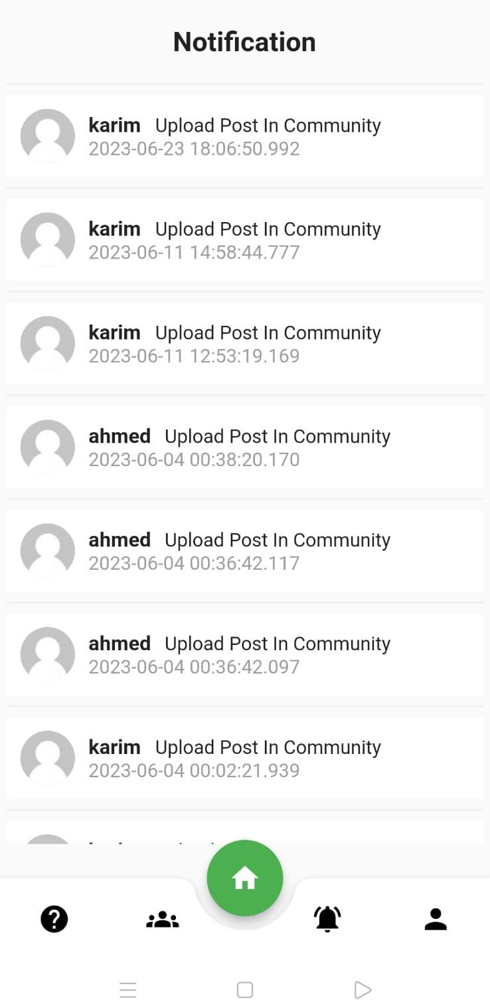 Notification
karim Upload Post In Community
2023-06-23 18:06:50.992
karim Upload Post In Community
2023-06-11 14:58:44.777
karim Upload Post In Community
2023-06-11 12:53:19.169
ahmed Upload Post In Community
2023-06-04 00:38:20.170
ahmed Upload Post In Community
2023-06-04 00:36:42.117
ahmed Upload Post In Community
2023-06-04 00:36:42.097
karim Upload Post In Community
2023-06-04 00:02:21.939